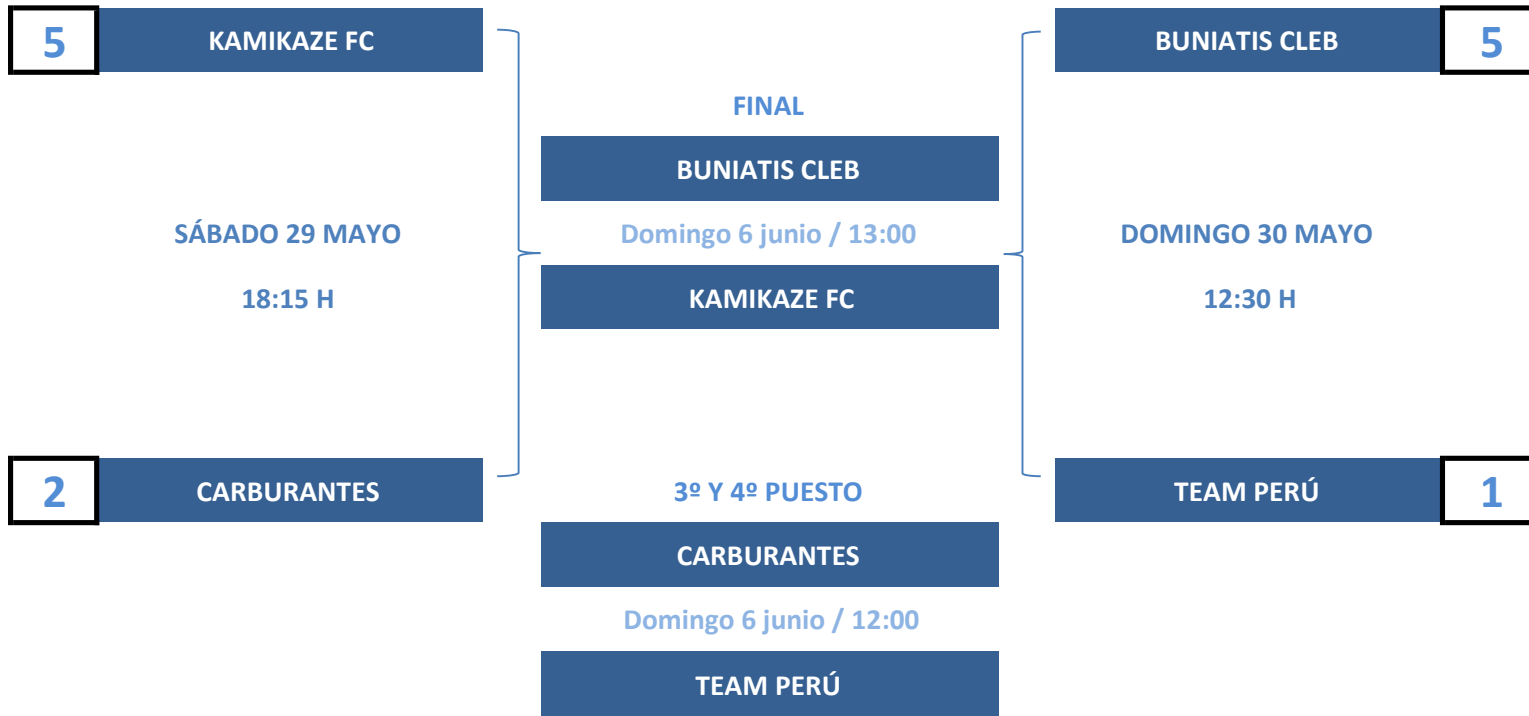 5 KAMIKAZE FC
BUNIATIS CLEB 5
FINAL
BUNIATIS CLEB
SÁBADO 29 MAYO
Domingo 6 junio / 13:00
DOMINGO 30 MAYO
18:15 H
KAMIKAZE FC
12:30 H
2 CARBURANTES
3º Y 4º PUESTO
TEAM PERÚ 1
CARBURANTES
Domingo 6 junio / 12:00
TEAM PERÚ